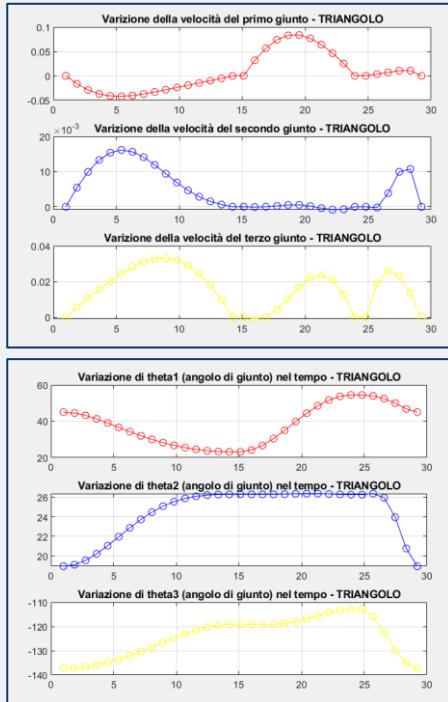 Varizione della velocità del primo giunto - TRIANGOLO
0.1
0.05
0
-0.05
0 5 10 15 20 25 30
Varizione della velocità del secondo giunto - TRIANGOLO
×10⁻³
20
10
0
0 5 10 15 20 25 30
Varizione della velocità del terzo giunto - TRIANGOLO
0.04
0.02
0
0 5 10 15 20 25 30
Variazione di theta1 (angolo di giunto) nel tempo - TRIANGOLO
60
40
20
0 5 10 15 20 25 30
Variazione di theta2 (angolo di giunto) nel tempo - TRIANGOLO
26
24
22
20
0 5 10 15 20 25 30
Variazione di theta3 (angolo di giunto) nel tempo - TRIANGOLO
-110
-120
-130
-140
0 5 10 15 20 25 30